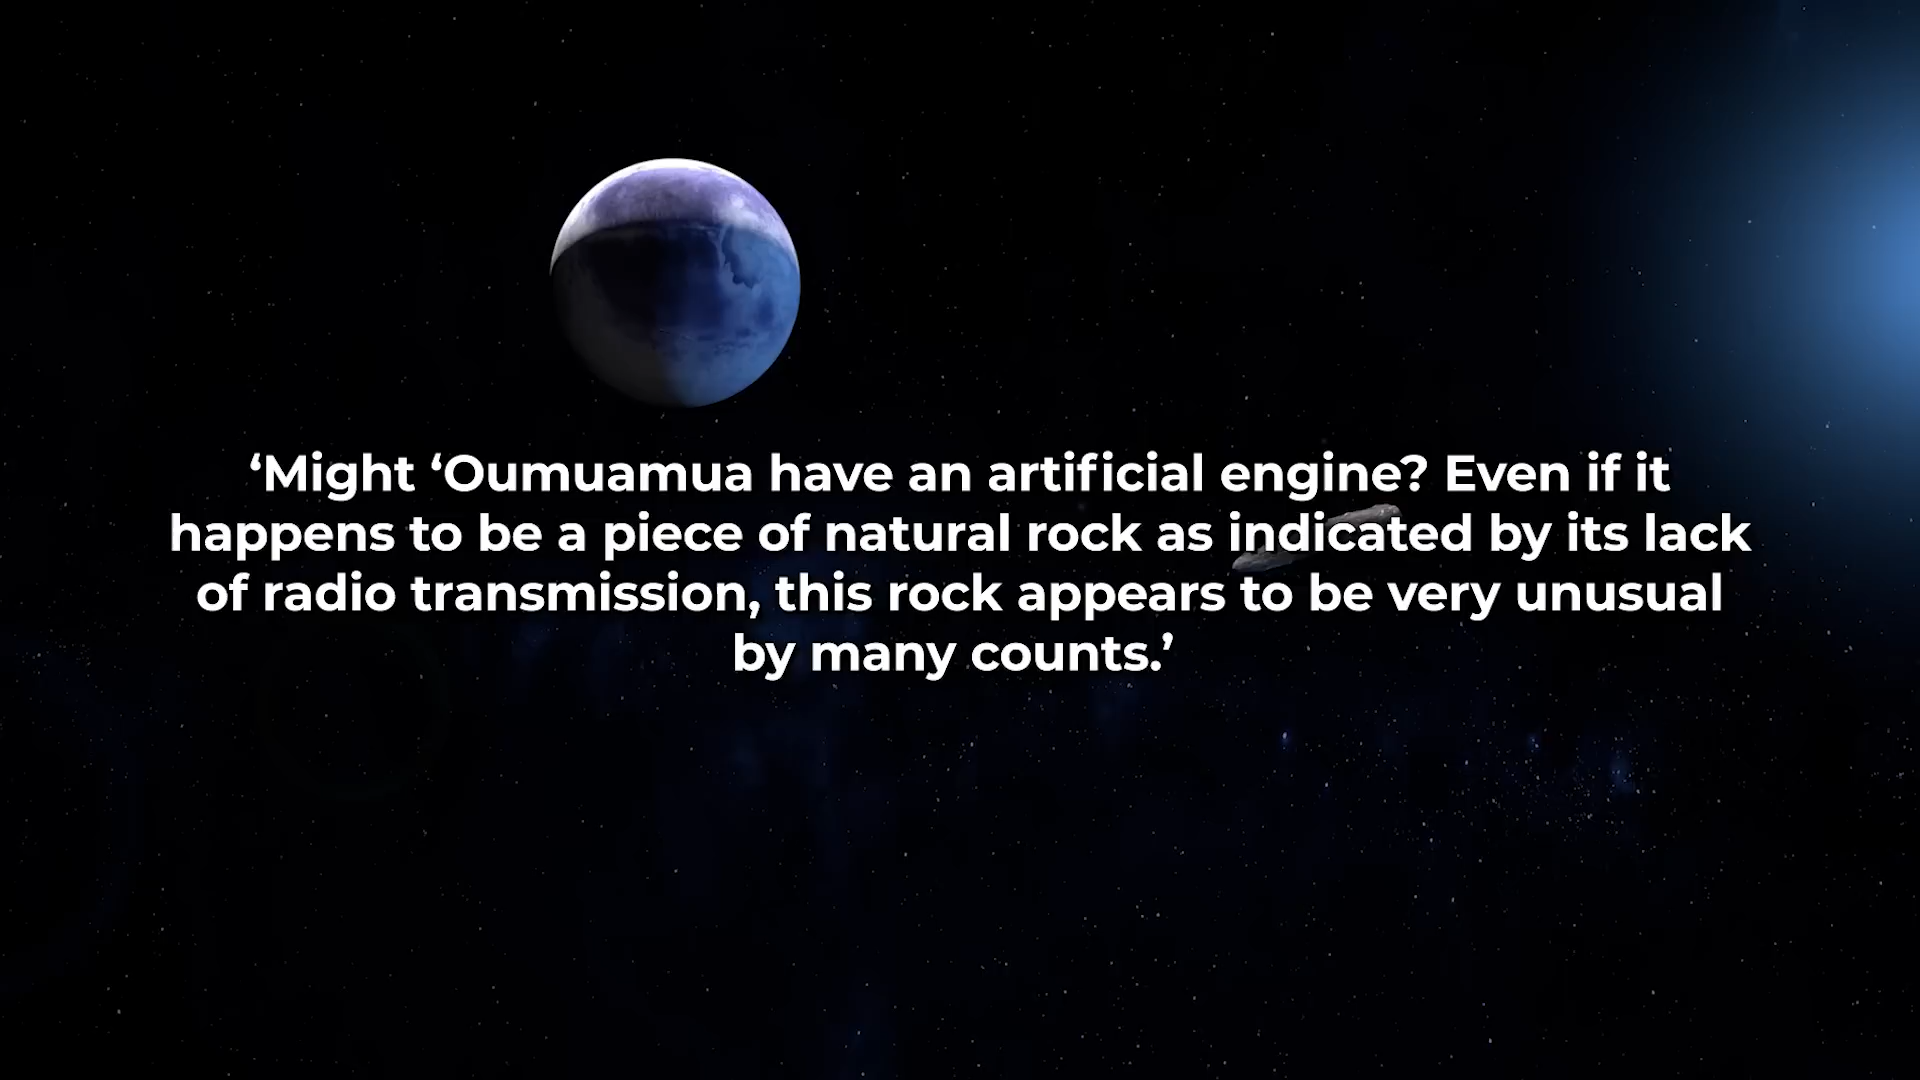 ‘Might ‘Oumuamua have an artificial engine? Even if it
happens to be a piece of natural rock as indicated by its lack
of radio transmission, this rock appears to be very unusual
by many counts.’